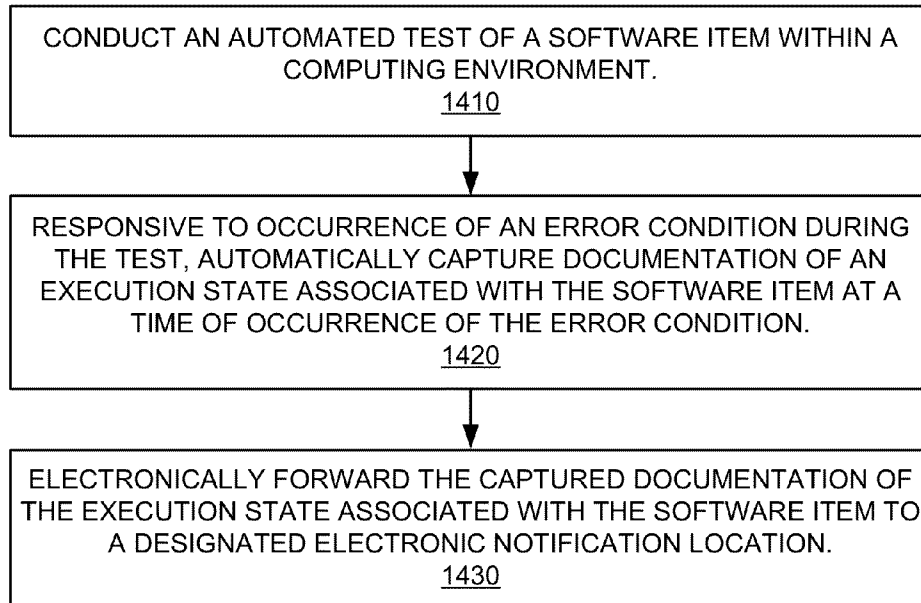 CONDUCT AN AUTOMATED TEST OF A SOFTWARE ITEM WITHIN A
COMPUTING ENVIRONMENT.
1410
RESPONSIVE TO OCCURRENCE OF AN ERROR CONDITION DURING
THE TEST, AUTOMATICALLY CAPTURE DOCUMENTATION OF AN
EXECUTION STATE ASSOCIATED WITH THE SOFTWARE ITEM AT A
TIME OF OCCURRENCE OF THE ERROR CONDITION.
1420
ELECTRONICALLY FORWARD THE CAPTURED DOCUMENTATION OF
THE EXECUTION STATE ASSOCIATED WITH THE SOFTWARE ITEM TO
A DESIGNATED ELECTRONIC NOTIFICATION LOCATION.
1430